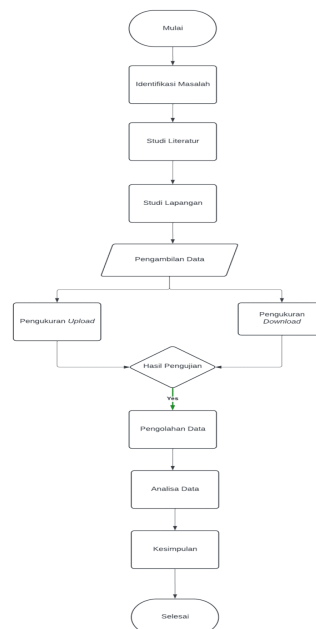 Mulai
Identifikasi Masalah
Studi Literatur
Studi Lapangan
Pengambilan Data
Pengukuran Upload
Pengukuran
Download
Hasil Pengujian
Yes
Pengolahan Data
Analisa Data
Kesimpulan
Selesai